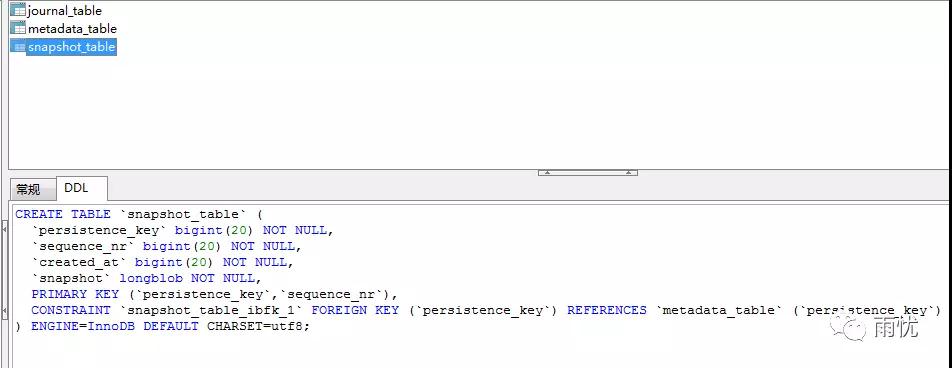 journal_table
metadata_table
snapshot_table
常规 DDL
CREATE TABLE `snapshot_table` (
  `persistence_key` bigint(20) NOT NULL,
  `sequence_nr` bigint(20) NOT NULL,
  `created_at` bigint(20) NOT NULL,
  `snapshot` longblob NOT NULL,
  PRIMARY KEY (`persistence_key`,`sequence_nr`),
  CONSTRAINT `snapshot_table_ibfk_1` FOREIGN KEY (`persistence_key`) REFERENCES `metadata_table` (`persistence_key`)
) ENGINE=InnoDB DEFAULT CHARSET=utf8;
雨忧